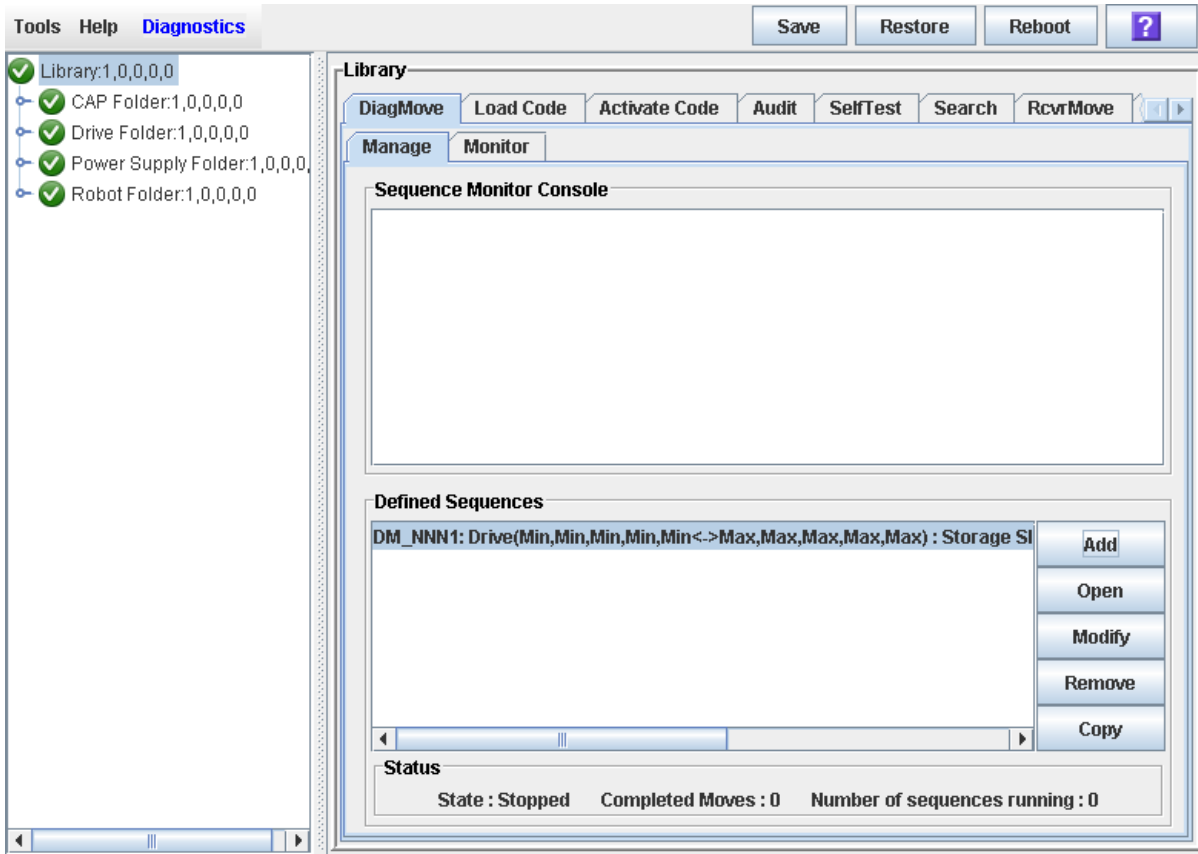 Tools Help Diagnostics Save Restore Reboot ?
Library:1,0,0,0,0
CAP Folder:1,0,0,0,0
Drive Folder:1,0,0,0,0
Power Supply Folder:1,0,0,0,
Robot Folder:1,0,0,0,0
Library
DiagMove Load Code Activate Code Audit SelfTest Search RcvrMove
Manage Monitor
Sequence Monitor Console
Defined Sequences
DM_NNN1: Drive(Min,Min,Min,Min,Min<->Max,Max,Max,Max,Max) : Storage Sl
Add
Open
Modify
Remove
Copy
Status
State : Stopped Completed Moves : 0 Number of sequences running : 0